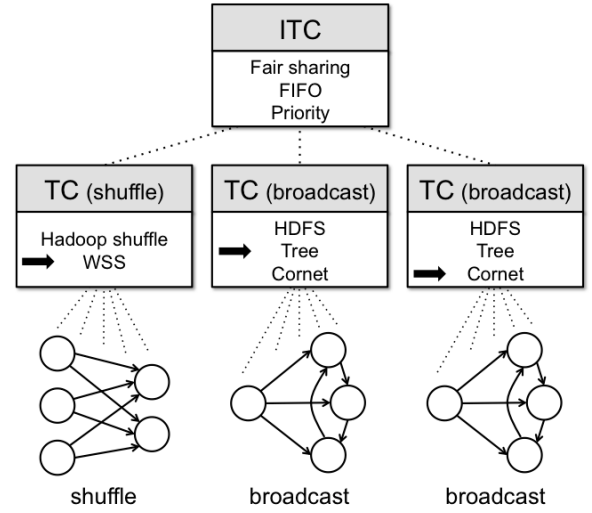 ITC
Fair sharing
FIFO
Priority
TC (shuffle)
Hadoop shuffle
WSS
TC (broadcast)
HDFS
Tree
Cornet
TC (broadcast)
HDFS
Tree
Cornet
shuffle
broadcast
broadcast